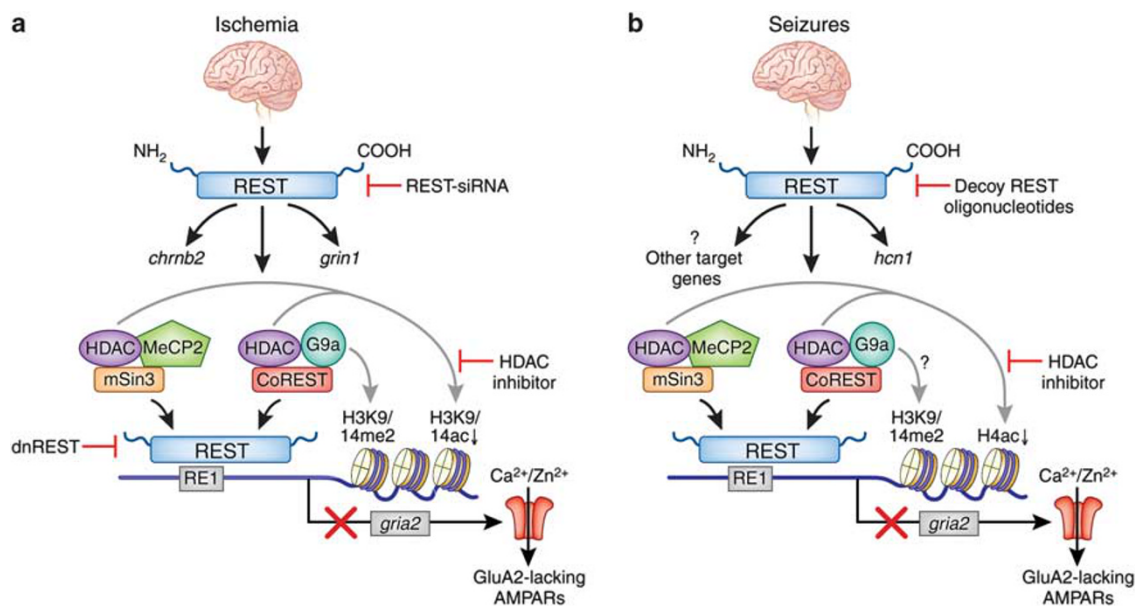 a
Ischemia
NH2
COOH
REST
REST-siRNA
chrnb2
grin1
HDAC
MeCP2
mSin3
HDAC
G9a
CoREST
HDAC
inhibitor
H3K9/
14me2
H3K9/
14ac↓
dnREST
REST
RE1
Ca2+/Zn2+
gria2
GluA2-lacking
AMPARs
b
Seizures
NH2
COOH
REST
Decoy REST
oligonucleotides
?
Other target
genes
hcn1
HDAC
MeCP2
mSin3
HDAC
G9a
CoREST
?
HDAC
inhibitor
H3K9/
14me2
H4ac↓
REST
RE1
Ca2+/Zn2+
gria2
GluA2-lacking
AMPARs